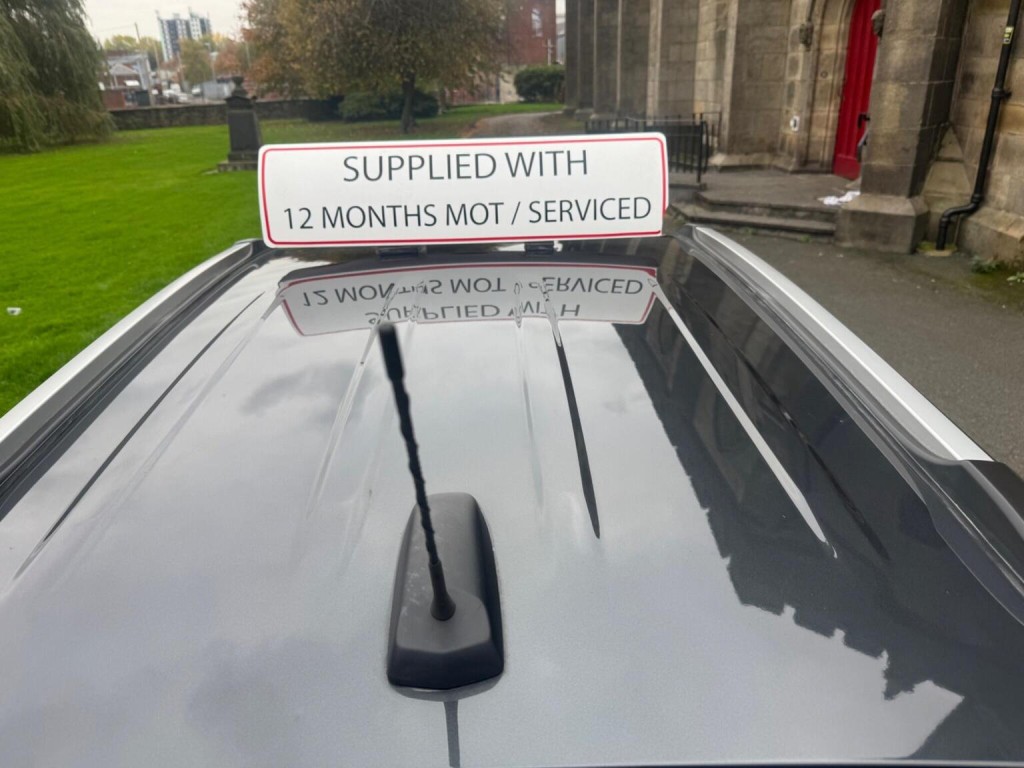 SUPPLIED WITH
12 MONTHS MOT / SERVICED